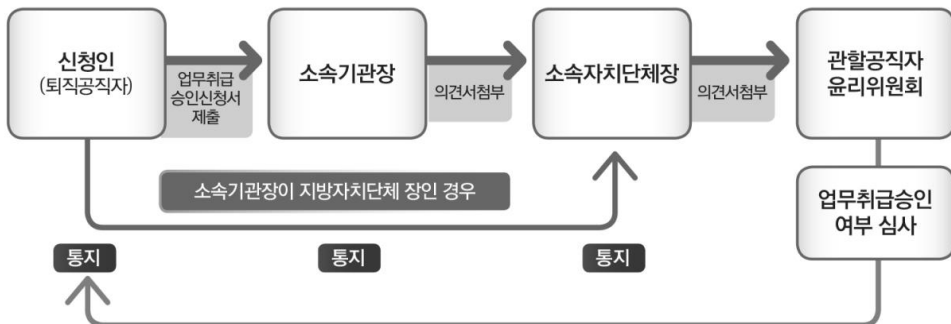 신청인
(퇴직공직자)
업무취급
승인신청서
제출
소속기관장
의견서첨부
소속자치단체장
의견서첨부
관할공직자
윤리위원회
소속기관장이 지방자치단체 장인 경우
업무취급승인
여부 심사
통지
통지
통지